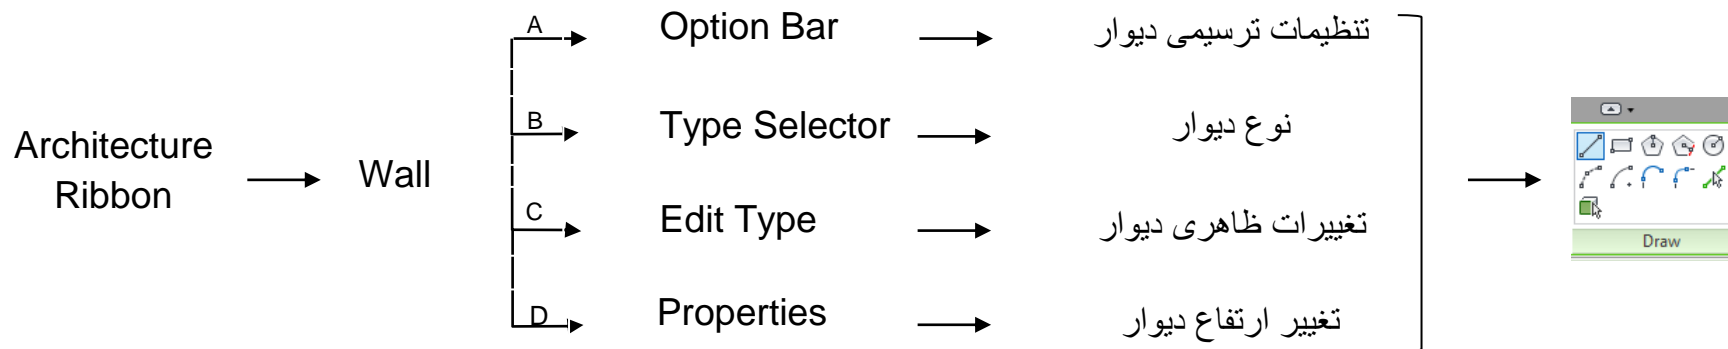 Architecture
Ribbon
Wall
A
Option Bar
تنظیمات ترسیمی دیوار
B
Type Selector
نوع دیوار
C
Edit Type
تغییرات ظاهری دیوار
D
Properties
تغییر ارتفاع دیوار
Draw